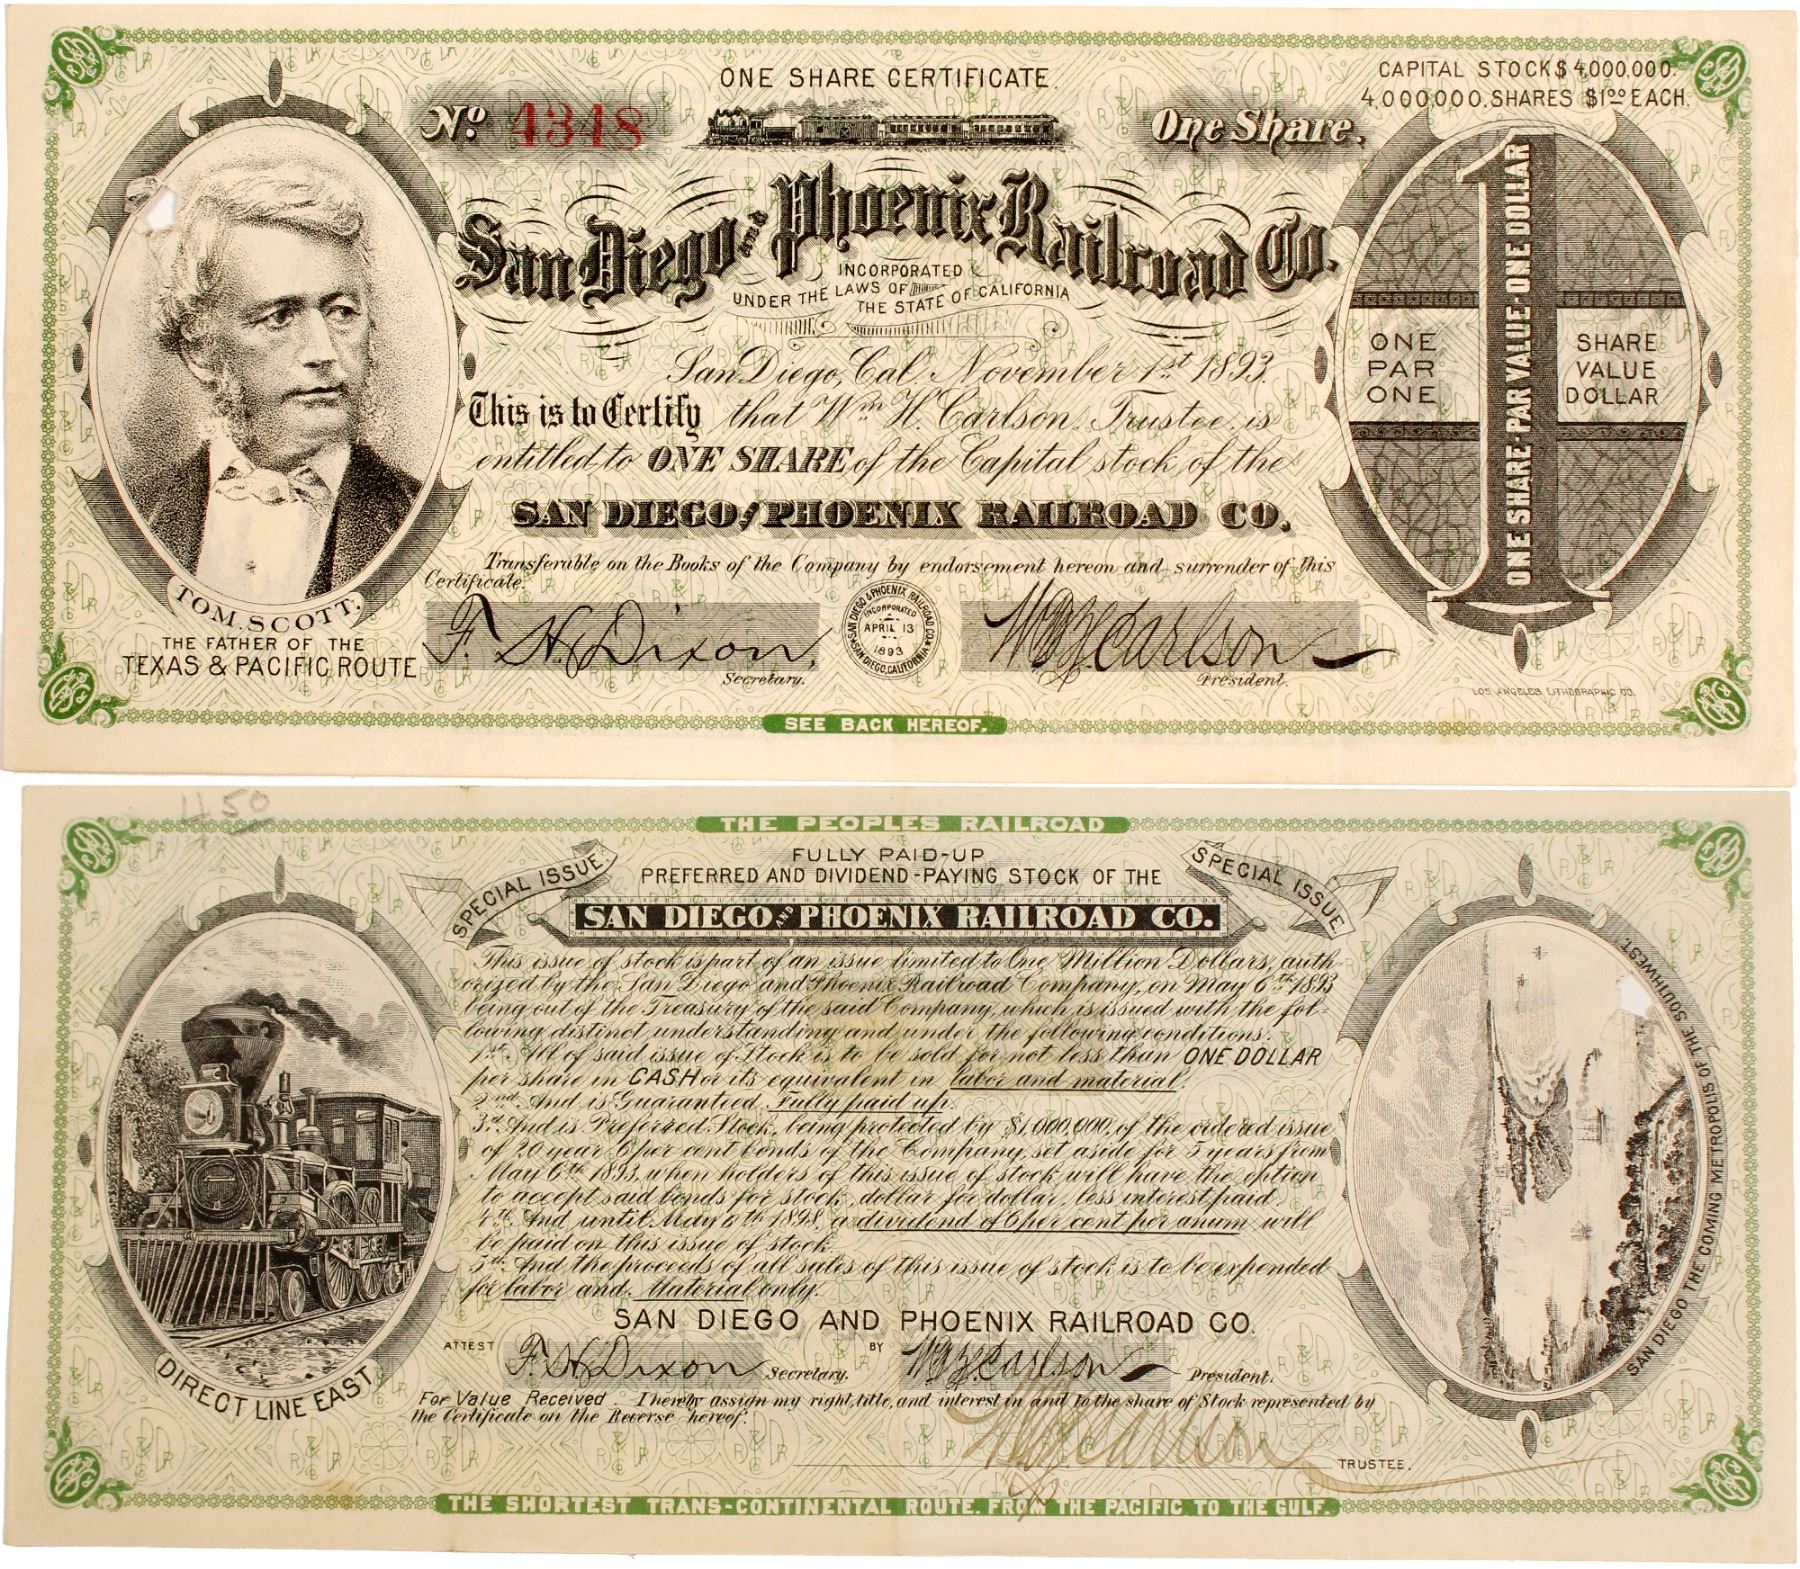 ONE SHARE CERTIFICATE.
CAPITAL STOCK $4,000,000.
4,000,000, SHARES $1.00 EACH.
No. 4348
One Share.
San Diego and Phoenix Railroad Co.
INCORPORATED
UNDER THE LAWS OF
THE STATE OF CALIFORNIA
San Diego, Cal. November 1st 1893.
This is to Certify that Wm H. Carlson. Trustee, is
entitled to ONE SHARE of the Capital stock of the
SAN DIEGO AND PHOENIX RAILROAD CO.
Transferable on the Books of the Company by endorsement hereon and surrender of this
Certificate.
TOM. SCOTT,
THE FATHER OF THE
TEXAS & PACIFIC ROUTE
F. H. Dixon,
Secretary.
SAN DIEGO & PHOENIX RAILROAD CO.
INCORPORATED
APRIL 13
1893
SAN DIEGO, CALIFORNIA
Wm H Carlson
President.
1
ONE SHARE-PAR VALUE-ONE DOLLAR
ONE SHARE
PAR VALUE
ONE DOLLAR
LOS ANGELES LITHOGRAPHIC CO.
SEE BACK HEREOF.
450
THE PEOPLES RAILROAD
SPECIAL ISSUE.
FULLY PAID-UP
SPECIAL ISSUE
PREFERRED AND DIVIDEND-PAYING STOCK OF THE
SAN DIEGO AND PHOENIX RAILROAD CO.
This issue of stock is part of an issue limited to One Million Dollars, auth-
orized by the San Diego and Phoenix Railroad Company, on May 6th 1893
being out of the Treasury of the said Company, which is issued with the fol-
lowing distinct understanding and under the following conditions:
1st. All of said issue of Stock is to be sold for not less than ONE DOLLAR
per share in CASH or its equivalent in labor and material.
2nd. And is Guaranteed Fully paid up.
3rd. And is Preferred Stock, being protected by $1,000,000, of the ordered issue
of 20 year 6 per cent bonds of the Company, set aside for 5 years from
May 6th 1893, when holders of this issue of stock will have the option
to accept said bonds for stock, dollar for dollar, less interest paid.
4th. And until May 6th 1898, a dividend of 6 per cent per anum will
be paid on this issue of stock.
5th. And the proceeds of all sales of this issue of stock is to be expended
for labor and Material only.
SAN DIEGO AND PHOENIX RAILROAD CO.
ATTEST F. H. Dixon Secretary. BY Wm H Carlson President.
For Value Received I hereby assign my right, title, and interest in and to the share of Stock represented by
the Certificate on the Reverse hereof.
Wm H Carlson
TRUSTEE.
DIRECT LINE EAST
SAN DIEGO THE COMING METROPOLIS OF THE SOUTHWEST
THE SHORTEST TRANS-CONTINENTAL ROUTE. FROM THE PACIFIC TO THE GULF.